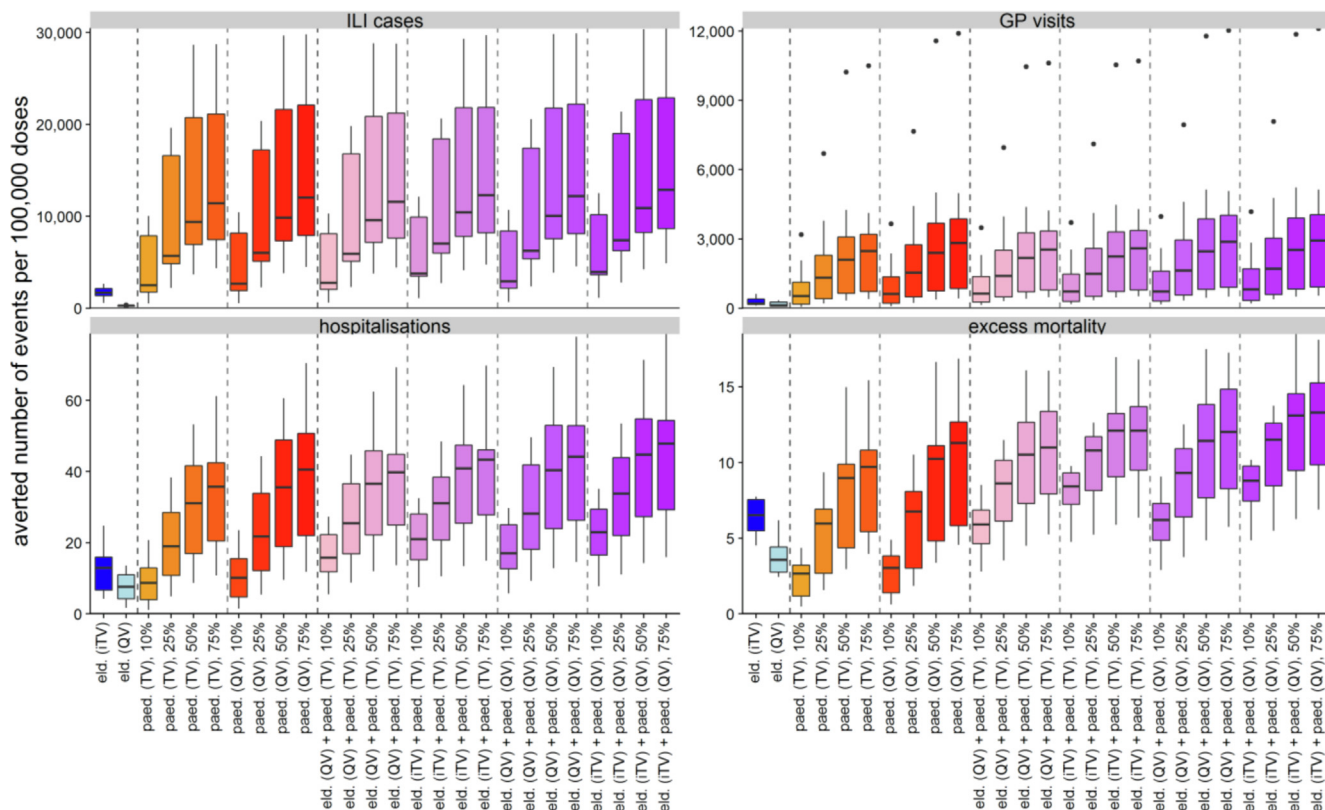 ILI cases
GP visits
averted number of events per 100,000 doses
30,000
20,000
10,000
0
12,000
9,000
6,000
3,000
0
hospitalisations
excess mortality
60
40
20
0
15
10
5
0
eld. (iTV)
eld. (QV)
paed. (TV), 10%
paed. (TV), 25%
paed. (TV), 50%
paed. (TV), 75%
paed. (QV), 10%
paed. (QV), 25%
paed. (QV), 50%
paed. (QV), 75%
eld. (QV) + paed. (TV), 10%
eld. (QV) + paed. (TV), 25%
eld. (QV) + paed. (TV), 50%
eld. (QV) + paed. (TV), 75%
eld. (iTV) + paed. (TV), 10%
eld. (iTV) + paed. (TV), 25%
eld. (iTV) + paed. (TV), 50%
eld. (iTV) + paed. (TV), 75%
eld. (QV) + paed. (QV), 10%
eld. (QV) + paed. (QV), 25%
eld. (QV) + paed. (QV), 50%
eld. (QV) + paed. (QV), 75%
eld. (iTV) + paed. (QV), 10%
eld. (iTV) + paed. (QV), 25%
eld. (iTV) + paed. (QV), 50%
eld. (iTV) + paed. (QV), 75%
eld. (iTV)
eld. (QV)
paed. (TV), 10%
paed. (TV), 25%
paed. (TV), 50%
paed. (TV), 75%
paed. (QV), 10%
paed. (QV), 25%
paed. (QV), 50%
paed. (QV), 75%
eld. (QV) + paed. (TV), 10%
eld. (QV) + paed. (TV), 25%
eld. (QV) + paed. (TV), 50%
eld. (QV) + paed. (TV), 75%
eld. (iTV) + paed. (TV), 10%
eld. (iTV) + paed. (TV), 25%
eld. (iTV) + paed. (TV), 50%
eld. (iTV) + paed. (TV), 75%
eld. (QV) + paed. (QV), 10%
eld. (QV) + paed. (QV), 25%
eld. (QV) + paed. (QV), 50%
eld. (QV) + paed. (QV), 75%
eld. (iTV) + paed. (QV), 10%
eld. (iTV) + paed. (QV), 25%
eld. (iTV) + paed. (QV), 50%
eld. (iTV) + paed. (QV), 75%